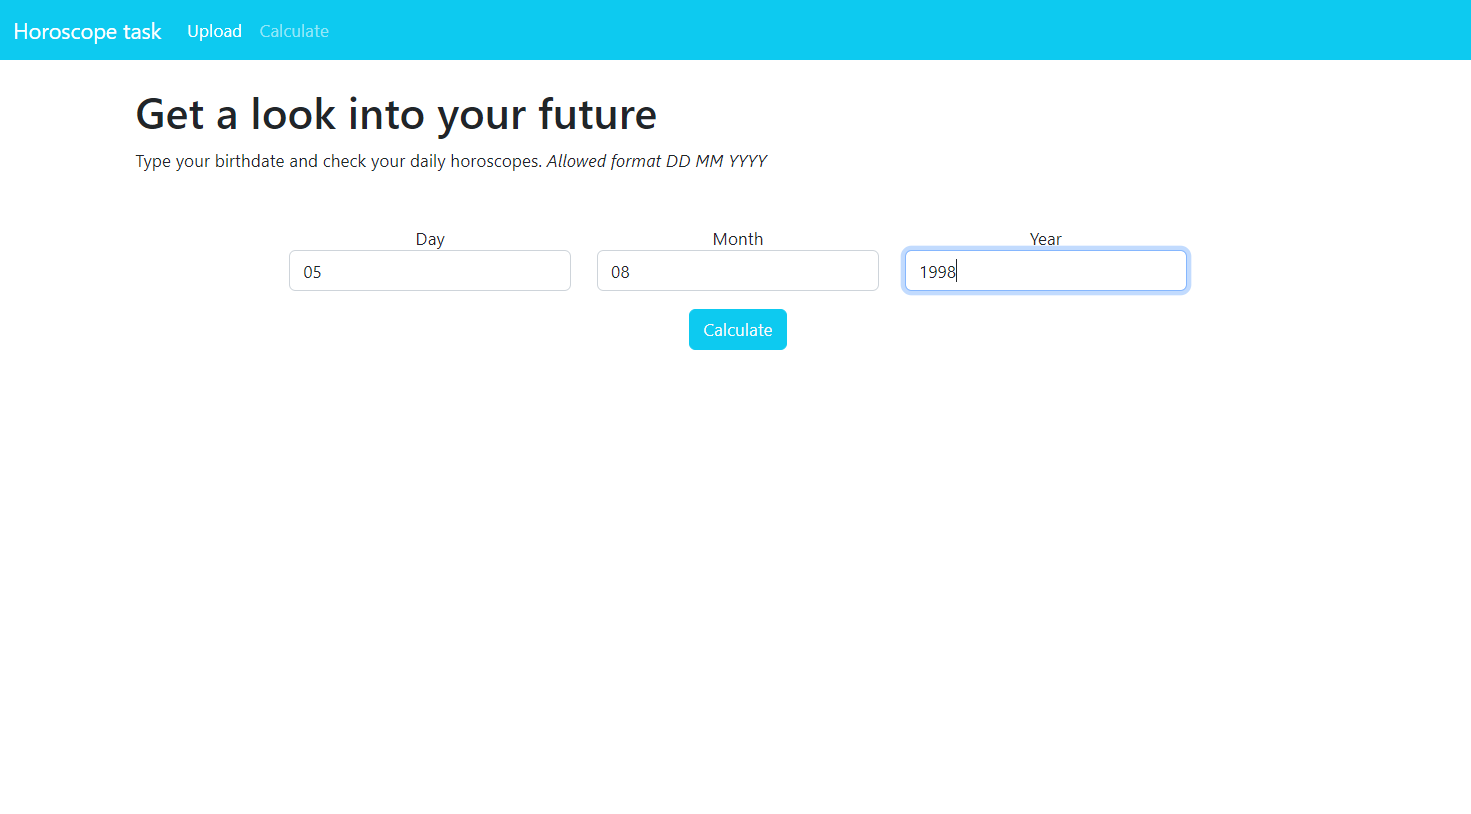 Horoscope task Upload Calculate
Get a look into your future
Type your birthdate and check your daily horoscopes. Allowed format DD MM YYYY
Day Month Year
05 08 1998
Calculate